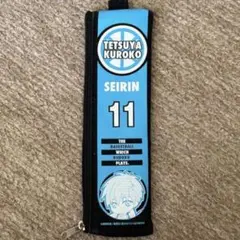 TETSUYA
KUROKO
SEIRIN
11
THE
BASKETBALL
WHICH
KUROKO
PLAYS.